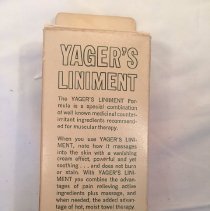 YAGER'S
LINIMENT
The YAGER'S LINIMENT For-
mula is a special combination
of well known medicinal counter-
irritant ingredients recommend-
ed for muscular therapy.
When you use YAGER'S LINI-
MENT, note how it massages
into the skin with a vanishing
cream effect, powerful and yet
soothing . . . and does not burn
or stain. With YAGER'S LINI-
MENT you combine the advan-
tages of pain relieving active
ingredients plus massage, and
when needed, the added advan-
tage of hot, moist towel therapy.